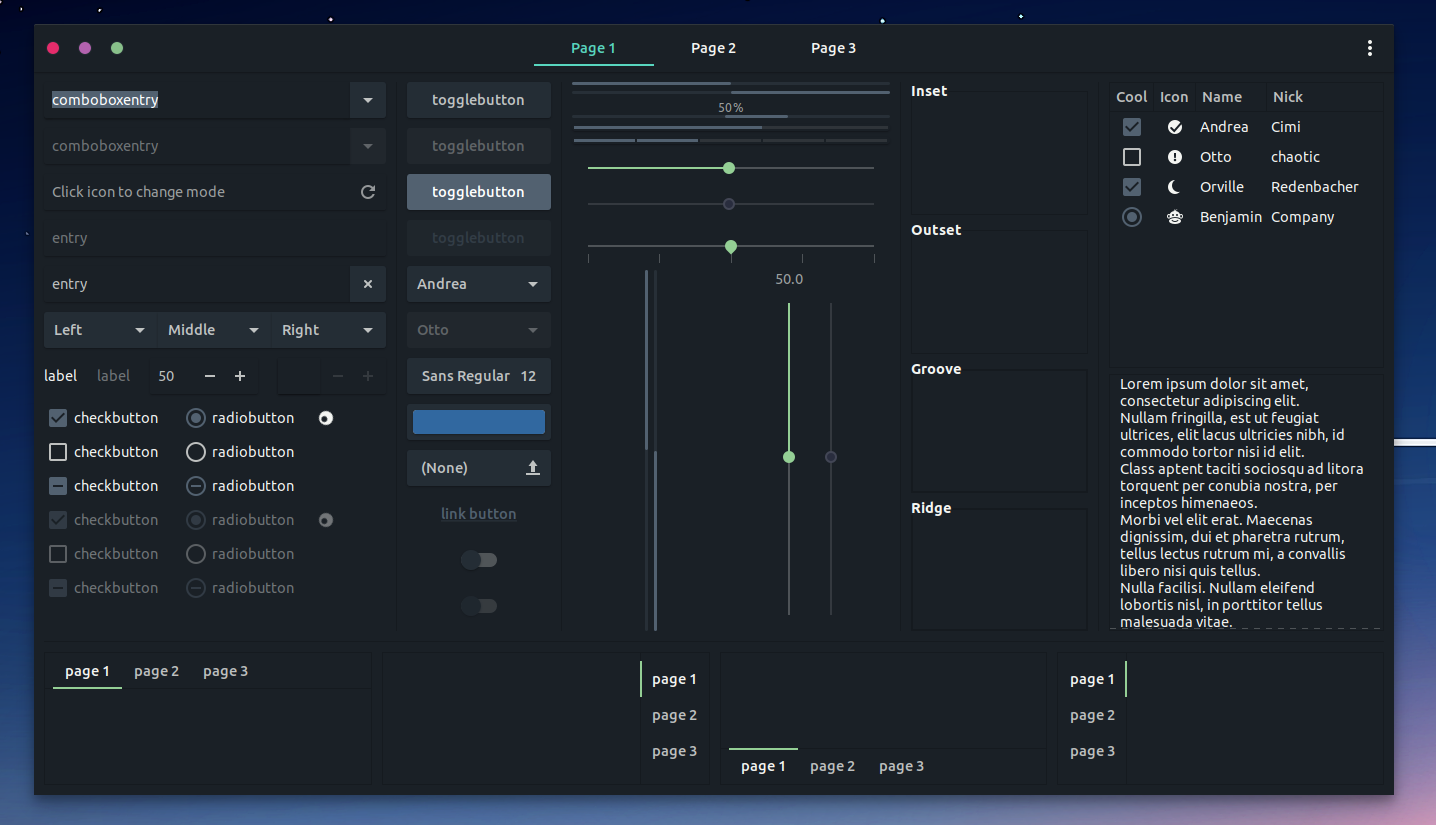 Page 1
Page 2
Page 3
comboboxentry
comboboxentry
Click icon to change mode
entry
entry
Left
Middle
Right
label
label
50
checkbutton
radiobutton
checkbutton
radiobutton
checkbutton
radiobutton
checkbutton
radiobutton
checkbutton
radiobutton
checkbutton
radiobutton
togglebutton
togglebutton
togglebutton
togglebutton
Andrea
Otto
Sans Regular 12
(None)
link button
50%
50.0
Inset
Outset
Groove
Ridge
Cool Icon Name Nick
Andrea Cimi
Otto chaotic
Orville Redenbacher
Benjamin Company
Lorem ipsum dolor sit amet,
consectetur adipiscing elit.
Nullam fringilla, est ut feugiat
ultrices, elit lacus ultricies nibh, id
commodo tortor nisi id elit.
Class aptent taciti sociosqu ad litora
torquent per conubia nostra, per
inceptos himenaeos.
Morbi vel elit erat. Maecenas
dignissim, dui et pharetra rutrum,
tellus lectus rutrum mi, a convallis
libero nisi quis tellus.
Nulla facilisi. Nullam eleifend
lobortis nisl, in porttitor tellus
malesuada vitae.
page 1
page 2
page 3
page 1
page 2
page 3
page 1
page 2
page 3
page 1
page 2
page 3